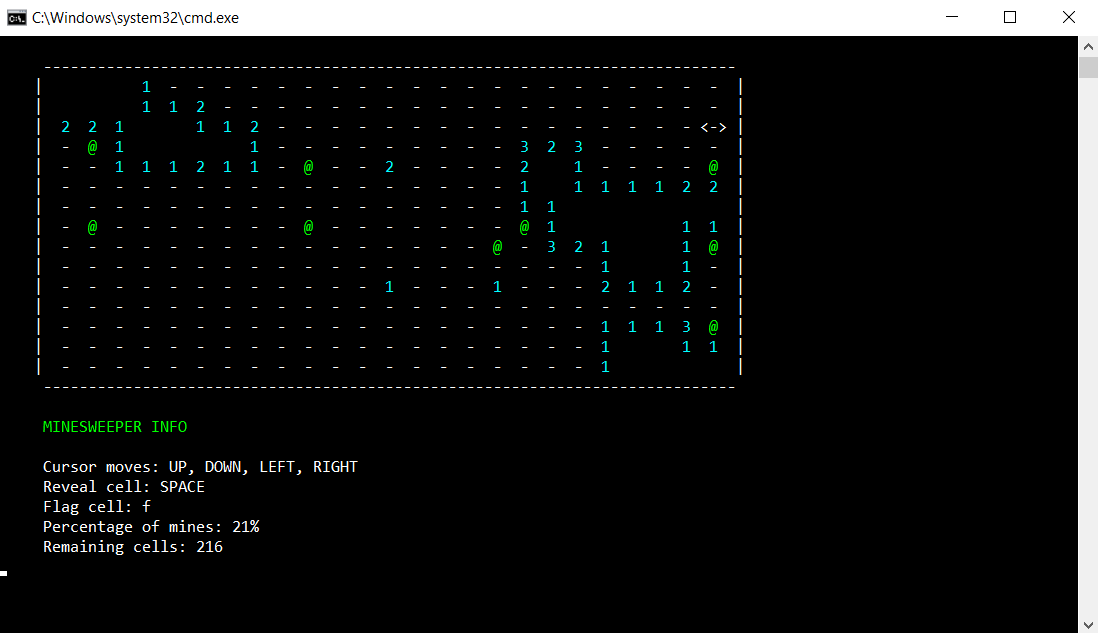 C:\Windows\system32\cmd.exe
-----------------------------------------------------------------------------
|           1  -  -  -  -  -  -  -  -  -  -  -  -  -  -  -  -  -  -  -  -  -  |
|           1  1  2  -  -  -  -  -  -  -  -  -  -  -  -  -  -  -  -  -  -  -  |
|  2  2  1        1  1  2  -  -  -  -  -  -  -  -  -  -  -  -  -  -  -  - <-> |
|  -  @  1              1  -  -  -  -  -  -  -  -  -  3  2  3  -  -  -  -  -  |
|  -  -  1  1  1  2  1  1  -  @  -  -  2  -  -  -  -  2     1  -  -  -  -  @  |
|  -  -  -  -  -  -  -  -  -  -  -  -  -  -  -  -  -  1     1  1  1  1  2  2  |
|  -  -  -  -  -  -  -  -  -  -  -  -  -  -  -  -  -  1  1                    |
|  -  @  -  -  -  -  -  -  -  @  -  -  -  -  -  -  -  @  1              1  1  |
|  -  -  -  -  -  -  -  -  -  -  -  -  -  -  -  -  @  -  3  2  1        1  @  |
|  -  -  -  -  -  -  -  -  -  -  -  -  -  -  -  -  -  -  -  -  1        1  -  |
|  -  -  -  -  -  -  -  -  -  -  -  -  1  -  -  -  1  -  -  -  2  1  1  2  -  |
|  -  -  -  -  -  -  -  -  -  -  -  -  -  -  -  -  -  -  -  -  -  -  -  -  -  |
|  -  -  -  -  -  -  -  -  -  -  -  -  -  -  -  -  -  -  -  -  1  1  1  3  @  |
|  -  -  -  -  -  -  -  -  -  -  -  -  -  -  -  -  -  -  -  -  1        1  1  |
|  -  -  -  -  -  -  -  -  -  -  -  -  -  -  -  -  -  -  -  -  1              |
-----------------------------------------------------------------------------
MINESWEEPER INFO
Cursor moves: UP, DOWN, LEFT, RIGHT
Reveal cell: SPACE
Flag cell: f
Percentage of mines: 21%
Remaining cells: 216